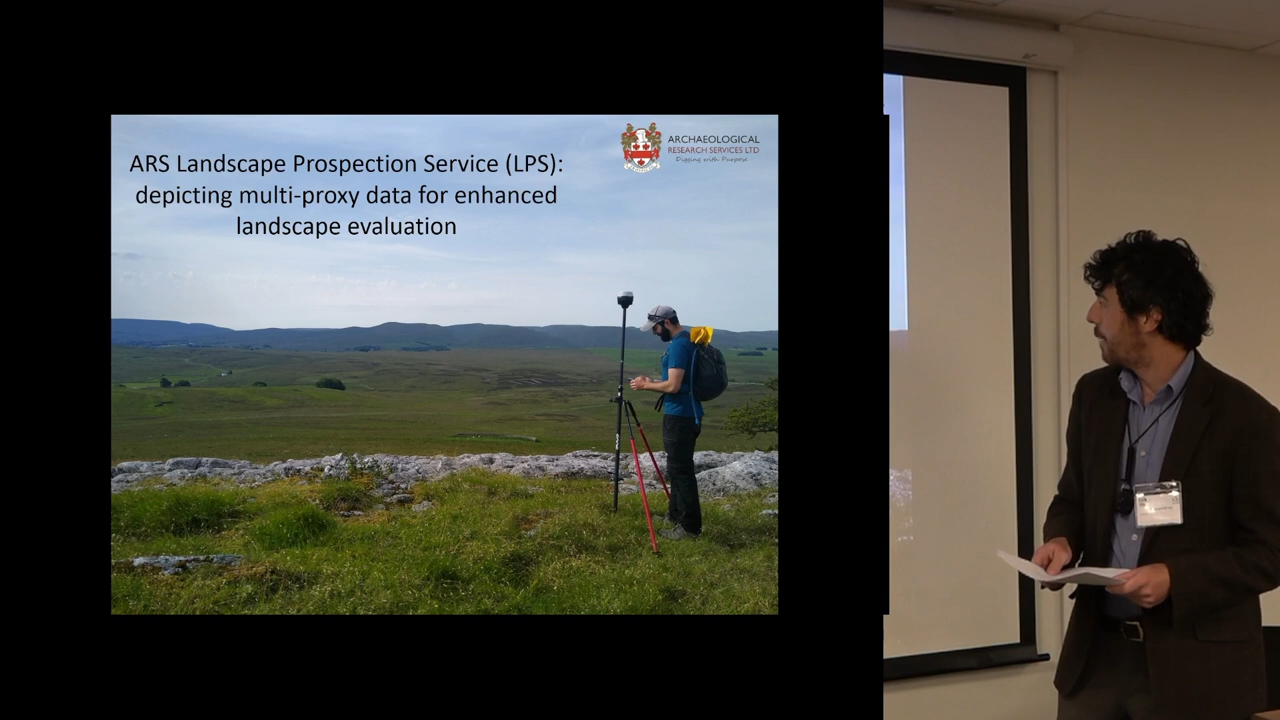 ARS Landscape Prospection Service (LPS):
depicting multi-proxy data for enhanced
landscape evaluation
ARCHAEOLOGICAL
RESEARCH SERVICES LTD
Digging with Purpose